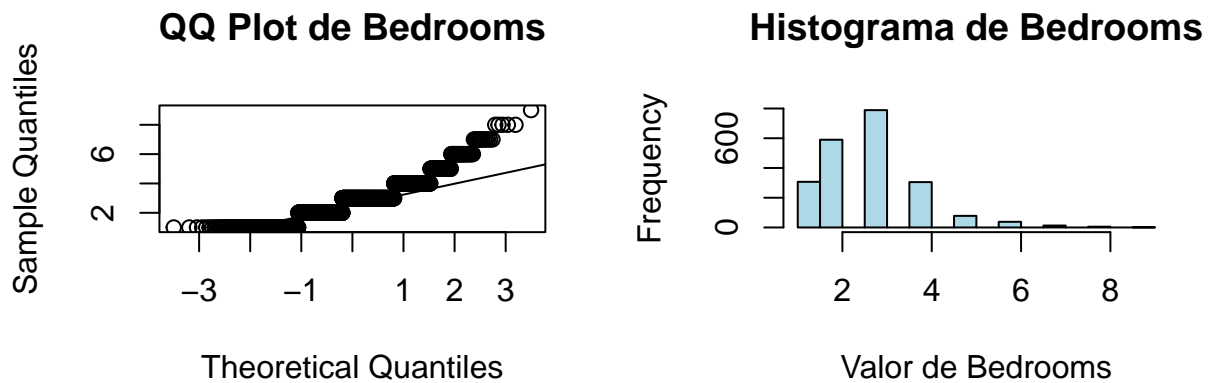 QQ Plot de Bedrooms
Sample Quantiles
6
2
−3
−1
1
2
3
Theoretical Quantiles
Histograma de Bedrooms
Frequency
600
0
2
4
6
8
Valor de Bedrooms